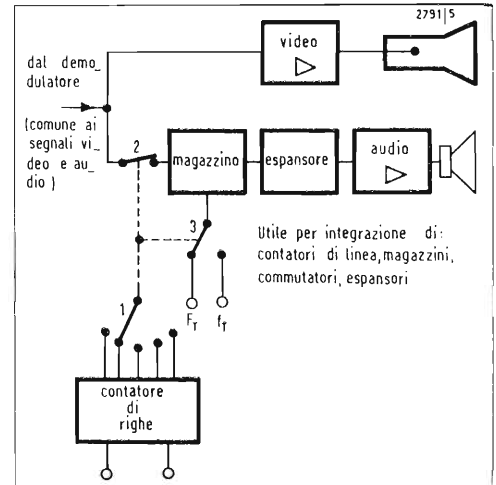 2791|5
video
dal demo_
dulatore
(comune ai
segnali vi_
deo e au_
dio)
2
magazzino
espansore
audio
3
Utile per integrazione di:
contatori di linea, magazzini,
commutatori, espansori
1
FT
fT
contatore
di
righe